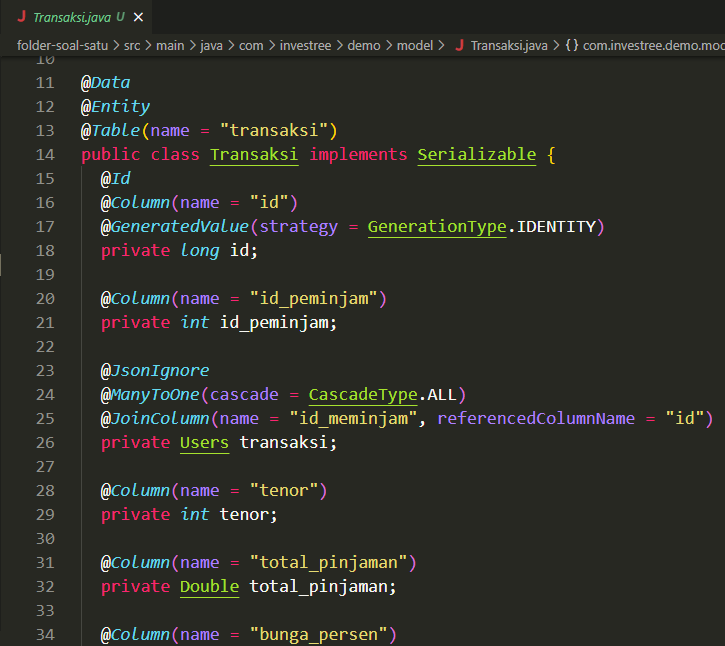 J Transaksi.java U ×
folder-soal-satu > src > main > java > com > investree > demo > model > J Transaksi.java > {} com.investree.demo.mod
10
11 @Data
12 @Entity
13 @Table(name = "transaksi")
14 public class Transaksi implements Serializable {
15 @Id
16 @Column(name = "id")
17 @GeneratedValue(strategy = GenerationType.IDENTITY)
18 private long id;
19
20 @Column(name = "id_peminjam")
21 private int id_peminjam;
22
23 @JsonIgnore
24 @ManyToOne(cascade = CascadeType.ALL)
25 @JoinColumn(name = "id_meminjam", referencedColumnName = "id")
26 private Users transaksi;
27
28 @Column(name = "tenor")
29 private int tenor;
30
31 @Column(name = "total_pinjaman")
32 private Double total_pinjaman;
33
34 @Column(name = "bunga_persen")